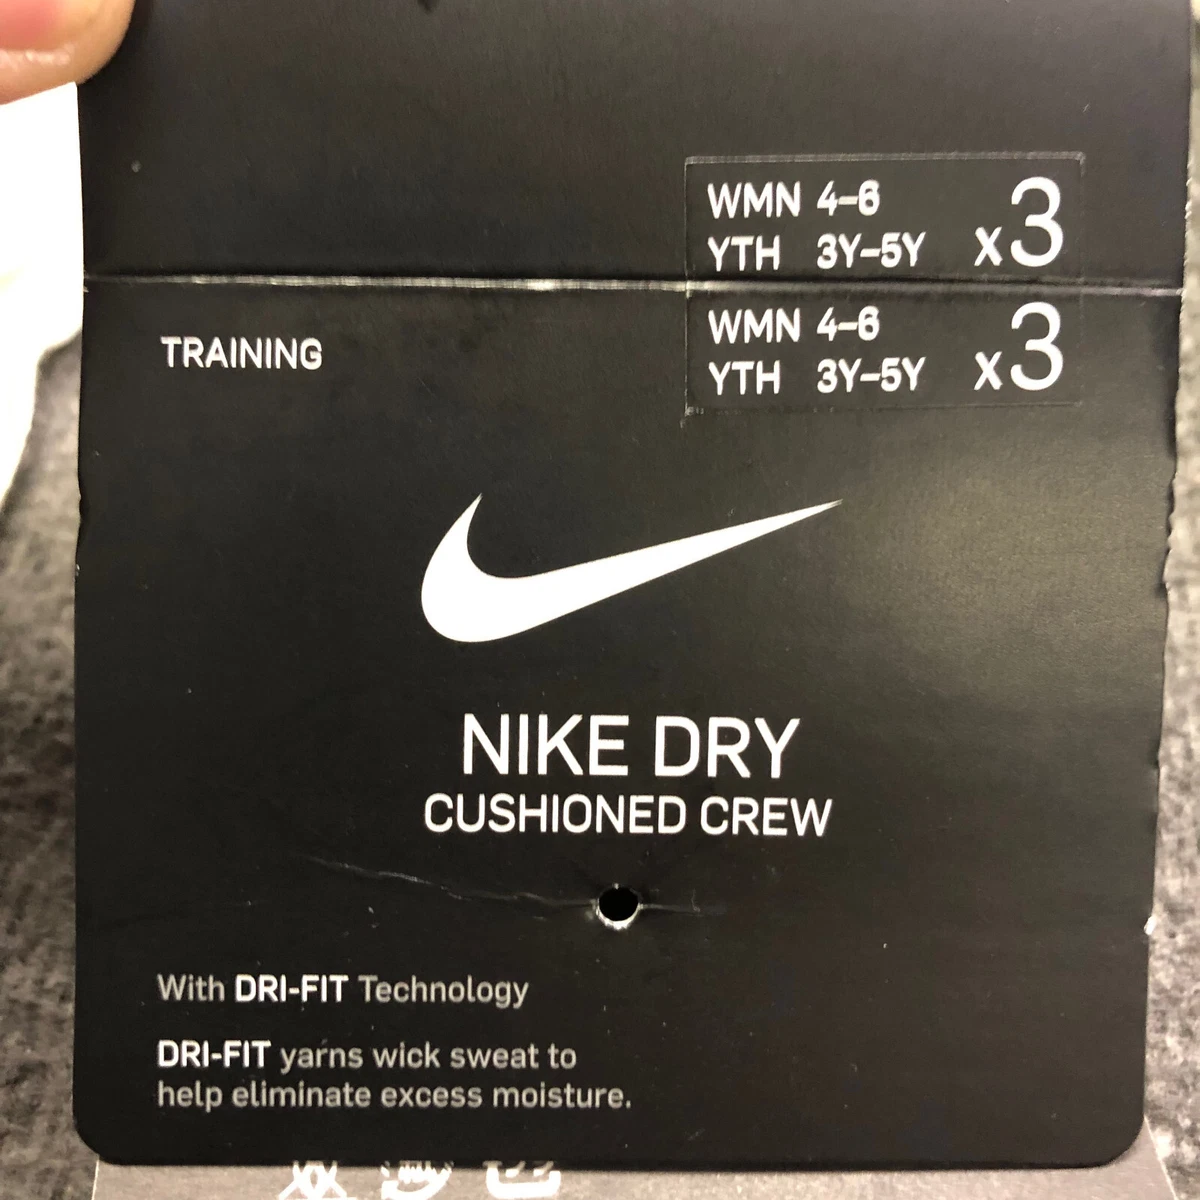 WMN 4–6
YTH 3Y–5Y x3
WMN 4–6
YTH 3Y–5Y x3
TRAINING
NIKE DRY
CUSHIONED CREW
With DRI-FIT Technology
DRI-FIT yarns wick sweat to
help eliminate excess moisture.